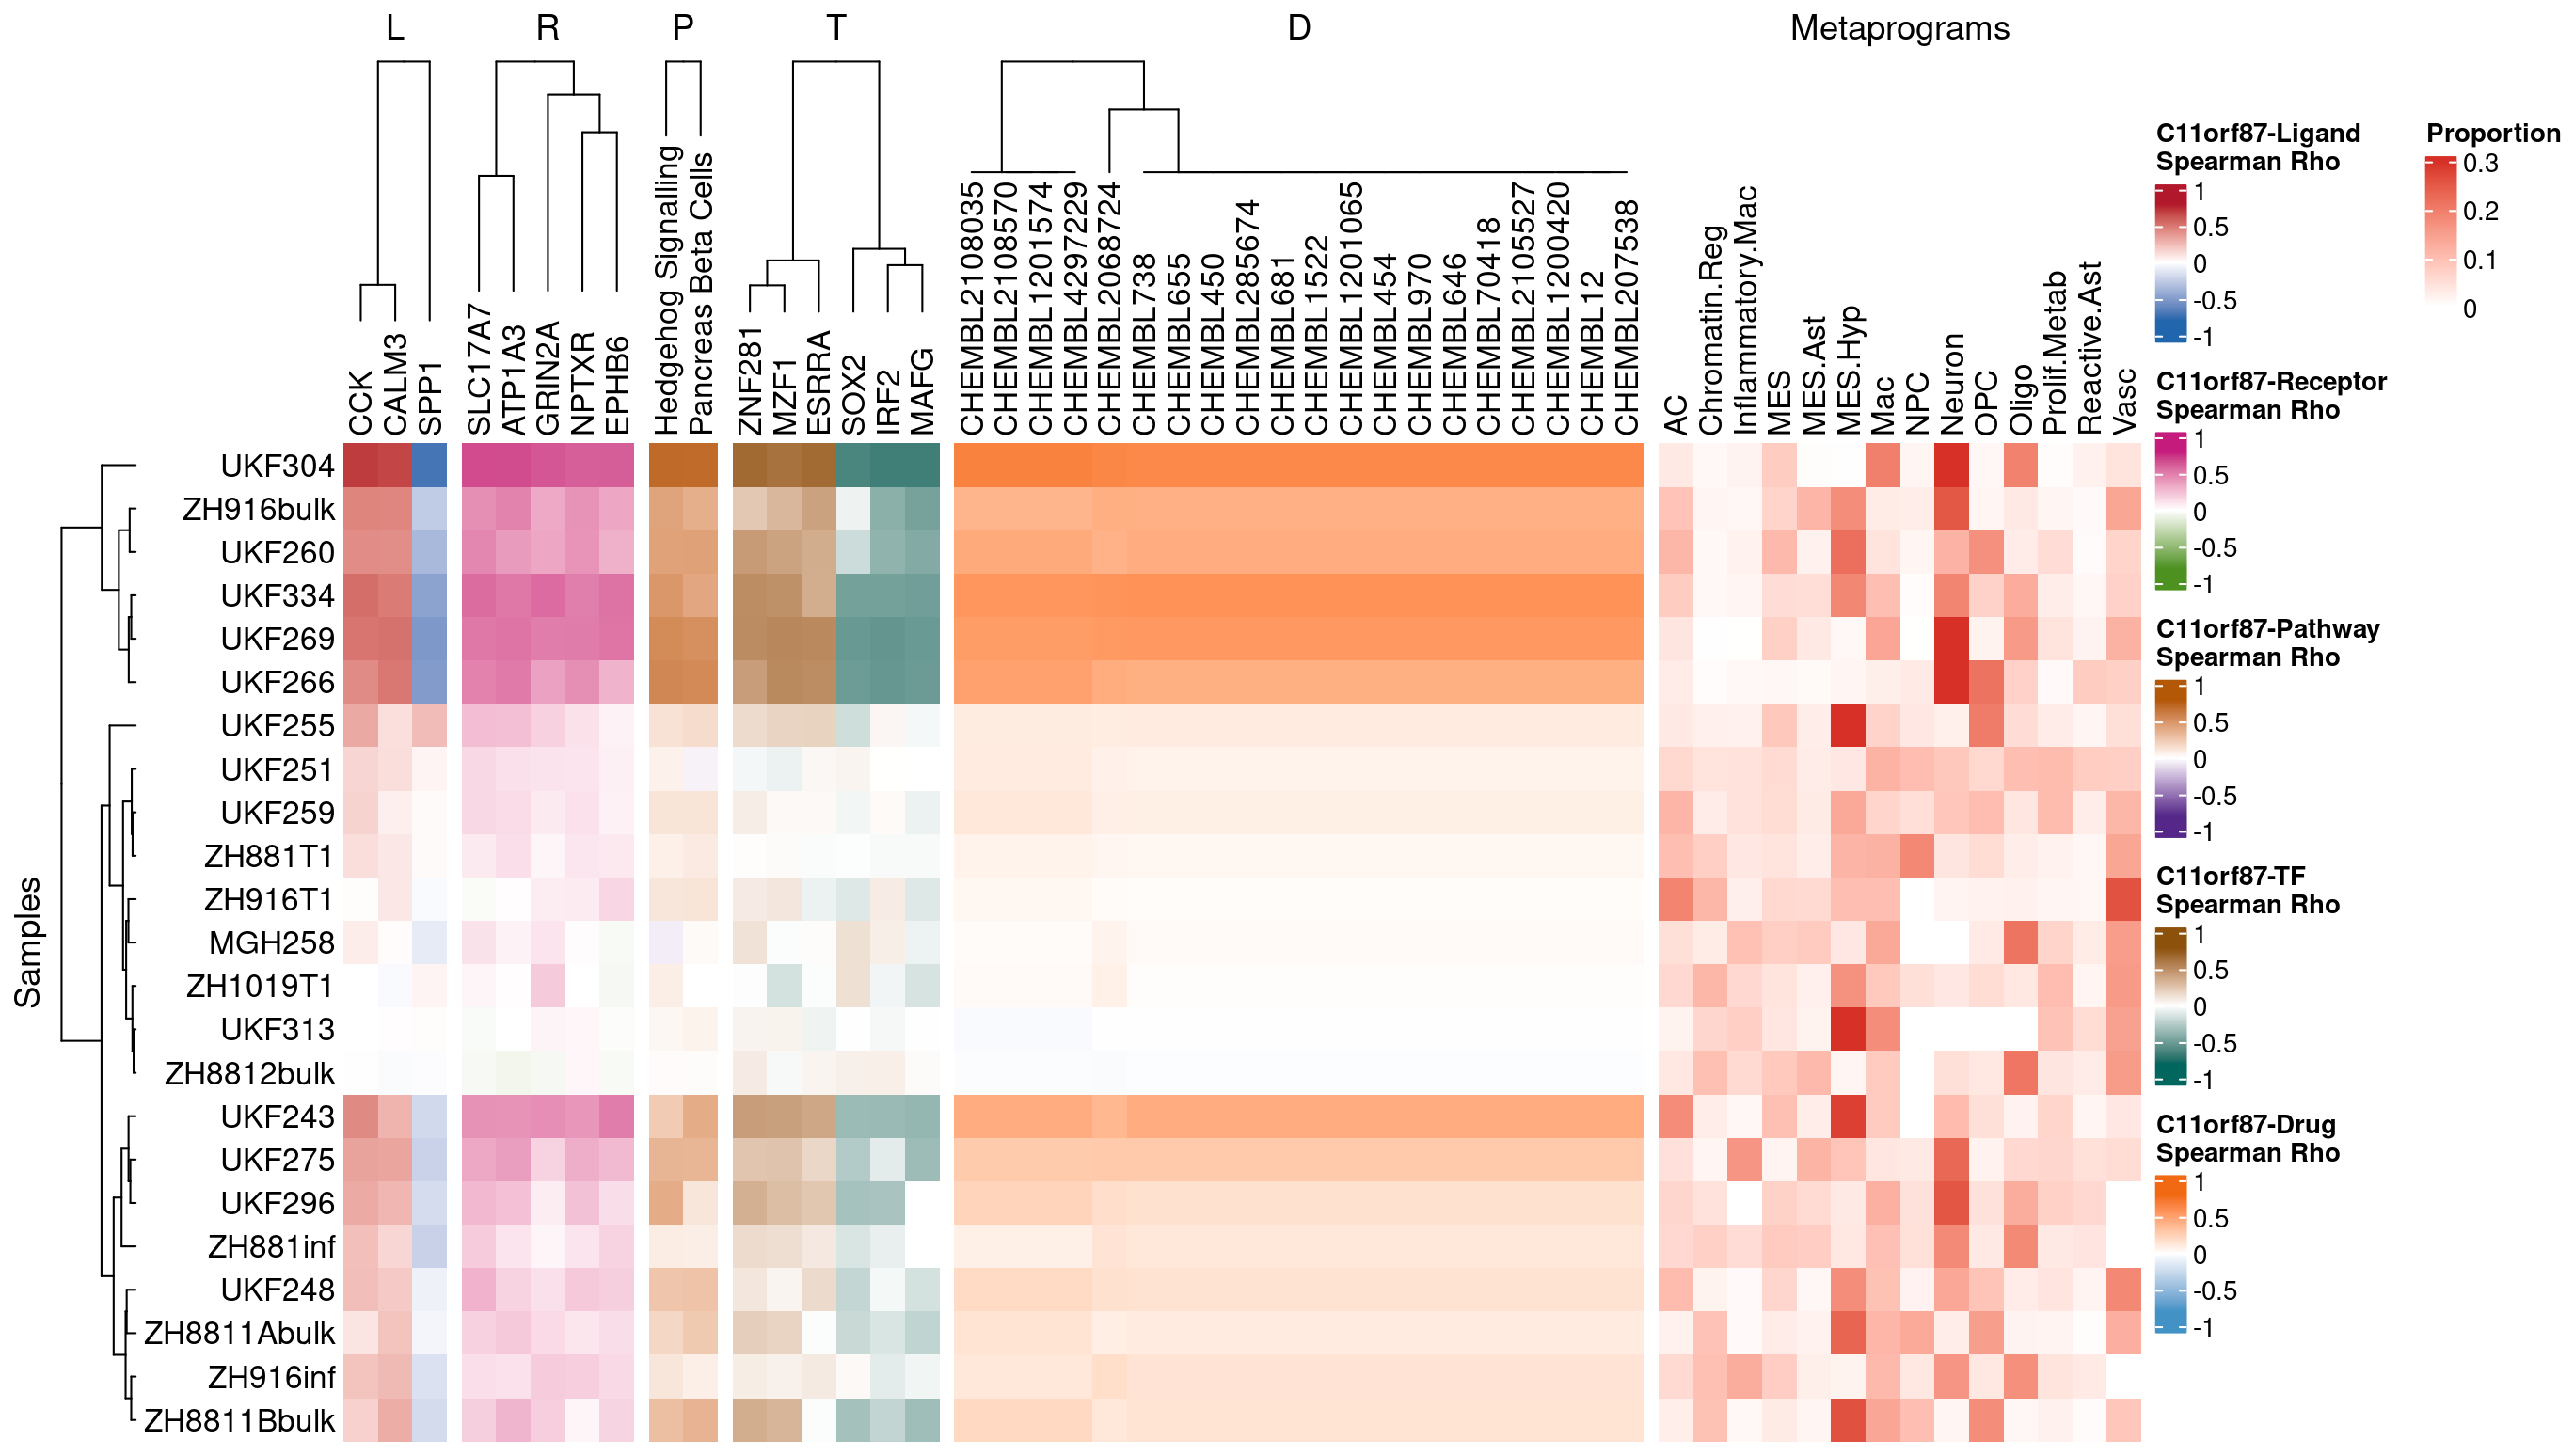 L R P T D Metaprograms
CCK
CALM3
SPP1
SLC17A7
ATP1A3
GRIN2A
NPTXR
EPHB6
Hedgehog Signalling
Pancreas Beta Cells
ZNF281
MZF1
ESRRA
SOX2
IRF2
MAFG
CHEMBL2108035
CHEMBL2108570
CHEMBL1201574
CHEMBL4297229
CHEMBL2068724
CHEMBL738
CHEMBL655
CHEMBL450
CHEMBL285674
CHEMBL681
CHEMBL1522
CHEMBL1201065
CHEMBL454
CHEMBL970
CHEMBL646
CHEMBL70418
CHEMBL2105527
CHEMBL1200420
CHEMBL12
CHEMBL207538
AC
Chromatin.Reg
Inflammatory.Mac
MES
MES.Ast
MES.Hyp
Mac
NPC
Neuron
OPC
Oligo
Prolif.Metab
Reactive.Ast
Vasc
Samples
UKF304
ZH916bulk
UKF260
UKF334
UKF269
UKF266
UKF255
UKF251
UKF259
ZH881T1
ZH916T1
MGH258
ZH1019T1
UKF313
ZH8812bulk
UKF243
UKF275
UKF296
ZH881inf
UKF248
ZH8811Abulk
ZH916inf
ZH8811Bbulk
C11orf87-Ligand
Spearman Rho
1
0.5
0
-0.5
-1
C11orf87-Receptor
Spearman Rho
1
0.5
0
-0.5
-1
C11orf87-Pathway
Spearman Rho
1
0.5
0
-0.5
-1
C11orf87-TF
Spearman Rho
1
0.5
0
-0.5
-1
C11orf87-Drug
Spearman Rho
1
0.5
0
-0.5
-1
Proportion
0.3
0.2
0.1
0